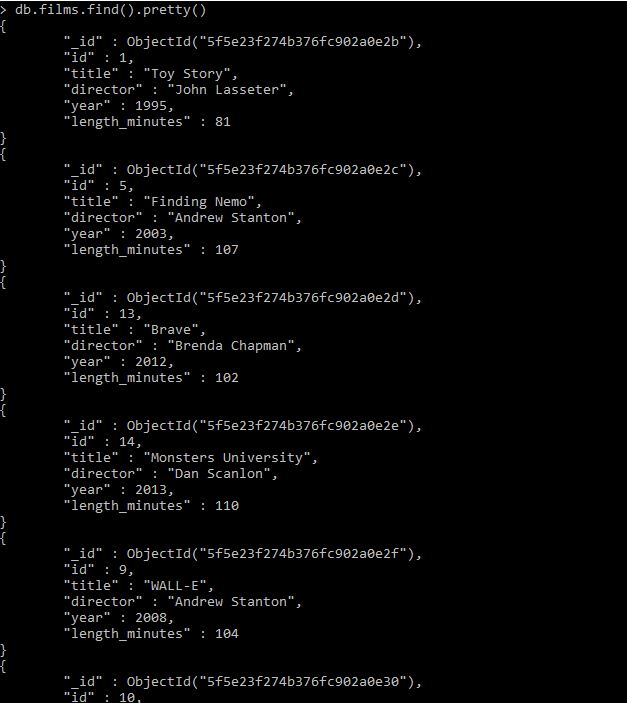 > db.films.find().pretty()
{
        "_id" : ObjectId("5f5e23f274b376fc902a0e2b"),
        "id" : 1,
        "title" : "Toy Story",
        "director" : "John Lasseter",
        "year" : 1995,
        "length_minutes" : 81
}
{
        "_id" : ObjectId("5f5e23f274b376fc902a0e2c"),
        "id" : 5,
        "title" : "Finding Nemo",
        "director" : "Andrew Stanton",
        "year" : 2003,
        "length_minutes" : 107
}
{
        "_id" : ObjectId("5f5e23f274b376fc902a0e2d"),
        "id" : 13,
        "title" : "Brave",
        "director" : "Brenda Chapman",
        "year" : 2012,
        "length_minutes" : 102
}
{
        "_id" : ObjectId("5f5e23f274b376fc902a0e2e"),
        "id" : 14,
        "title" : "Monsters University",
        "director" : "Dan Scanlon",
        "year" : 2013,
        "length_minutes" : 110
}
{
        "_id" : ObjectId("5f5e23f274b376fc902a0e2f"),
        "id" : 9,
        "title" : "WALL-E",
        "director" : "Andrew Stanton",
        "year" : 2008,
        "length_minutes" : 104
}
{
        "_id" : ObjectId("5f5e23f274b376fc902a0e30"),
        "id" : 10,